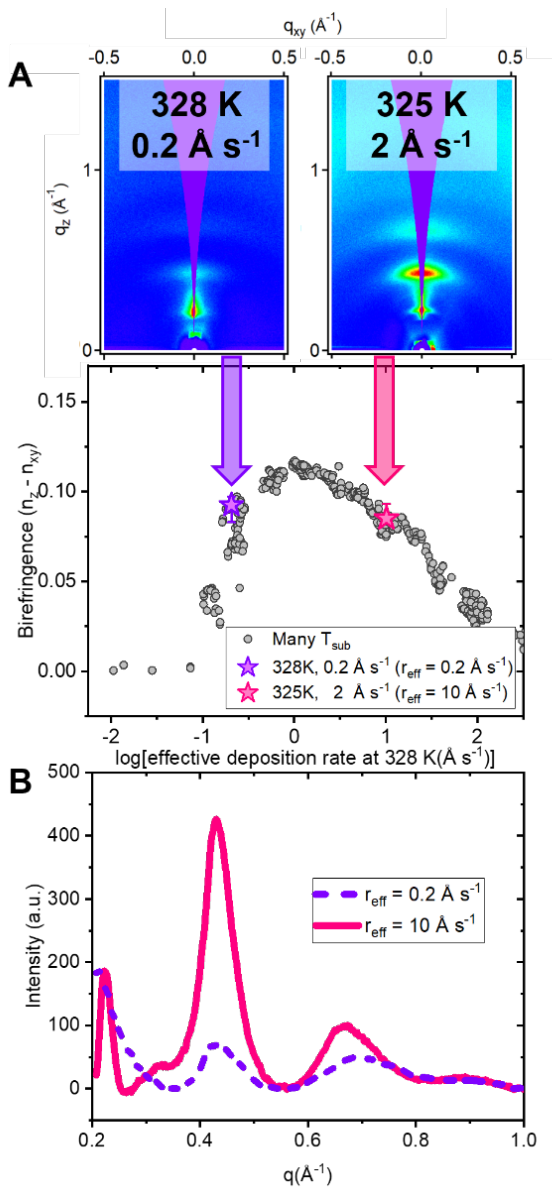 q_xy (Å⁻¹)
-0.5 0.0 0.5 -0.5 0.0 0.5
A
328 K
0.2 Å s⁻¹
325 K
2 Å s⁻¹
q_z (Å⁻¹)
1
0
Birefringence (n_z - n_xy)
0.15
0.10
0.05
0.00
Many T_sub
328K, 0.2 Å s⁻¹ (r_eff = 0.2 Å s⁻¹)
325K, 2 Å s⁻¹ (r_eff = 10 Å s⁻¹)
-2 -1 0 1 2
log[effective deposition rate at 328 K(Å s⁻¹)]
B
Intensity (a.u.)
500
400
300
200
100
0
r_eff = 0.2 Å s⁻¹
r_eff = 10 Å s⁻¹
0.2 0.4 0.6 0.8 1.0
q(Å⁻¹)